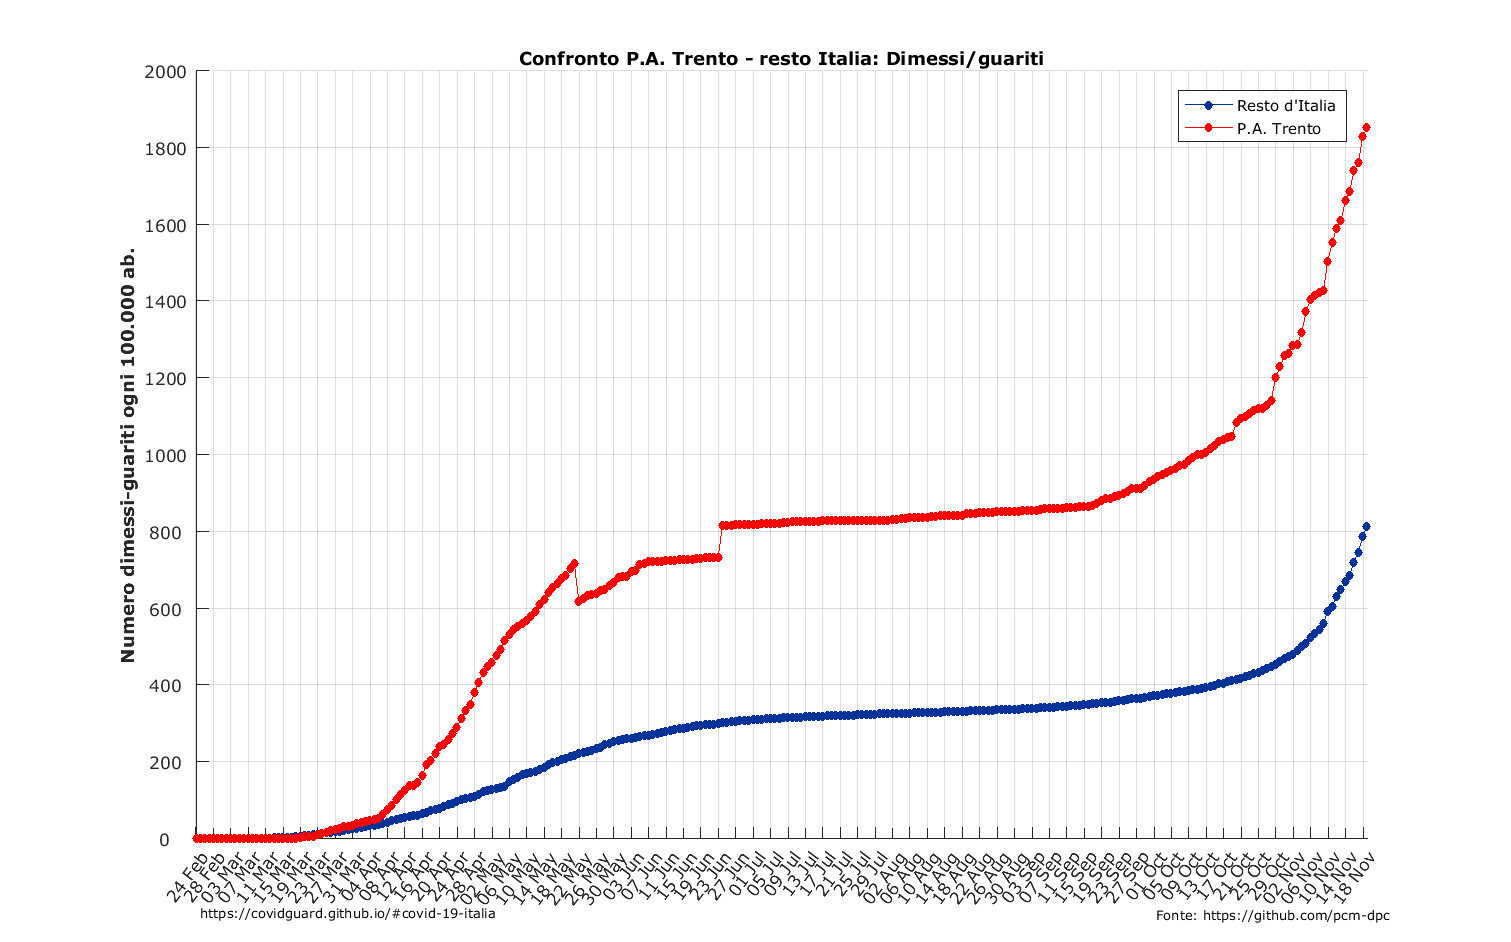 Confronto P.A. Trento - resto Italia: Dimessi/guariti
Resto d'Italia
P.A. Trento
Numero dimessi-guariti ogni 100.000 ab.
2000
1800
1600
1400
1200
1000
800
600
400
200
0
24 Feb
28 Feb
03 Mar
07 Mar
11 Mar
15 Mar
19 Mar
23 Mar
27 Mar
31 Mar
04 Apr
08 Apr
12 Apr
16 Apr
20 Apr
24 Apr
28 Apr
02 May
06 May
10 May
14 May
18 May
22 May
26 May
30 May
03 Jun
07 Jun
11 Jun
15 Jun
19 Jun
23 Jun
27 Jun
01 Jul
05 Jul
09 Jul
13 Jul
17 Jul
21 Jul
25 Jul
29 Jul
02 Aug
06 Aug
10 Aug
14 Aug
18 Aug
22 Aug
26 Aug
30 Aug
03 Sep
07 Sep
11 Sep
15 Sep
19 Sep
23 Sep
27 Sep
01 Oct
05 Oct
09 Oct
13 Oct
17 Oct
21 Oct
25 Oct
29 Oct
02 Nov
06 Nov
10 Nov
14 Nov
18 Nov
https://covidguard.github.io/#covid-19-italia
Fonte: https://github.com/pcm-dpc